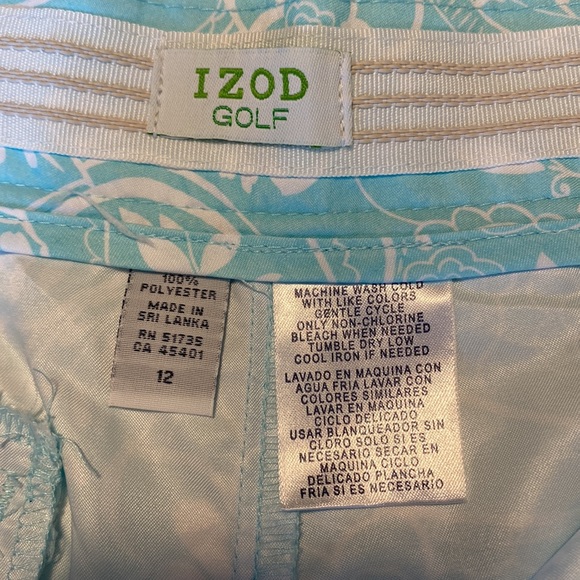 IZOD
GOLF
100%
POLYESTER
MADE IN
SRI LANKA
RN 51735
CA 45401
12
MACHINE WASH COLD
WITH LIKE COLORS
GENTLE CYCLE
ONLY NON-CHLORINE
BLEACH WHEN NEEDED
TUMBLE DRY LOW
COOL IRON IF NEEDED
LAVADO EN MAQUINA CON
AGUA FRIA LAVAR CON
COLORES SIMILARES
LAVAR EN MAQUINA
CICLO DELICADO
USAR BLANQUEADOR SIN
CLORO SOLO SI ES
NECESARIO SECAR EN
MAQUINA CICLO
DELICADO PLANCHA
FRIA SI ES NECESARIO